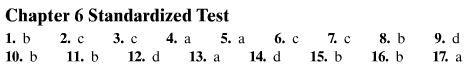 Chapter 6 Standardized Test
1. b 2. c 3. c 4. a 5. a 6. c 7. c 8. b 9. d
10. b 11. b 12. d 13. a 14. d 15. b 16. b 17. a